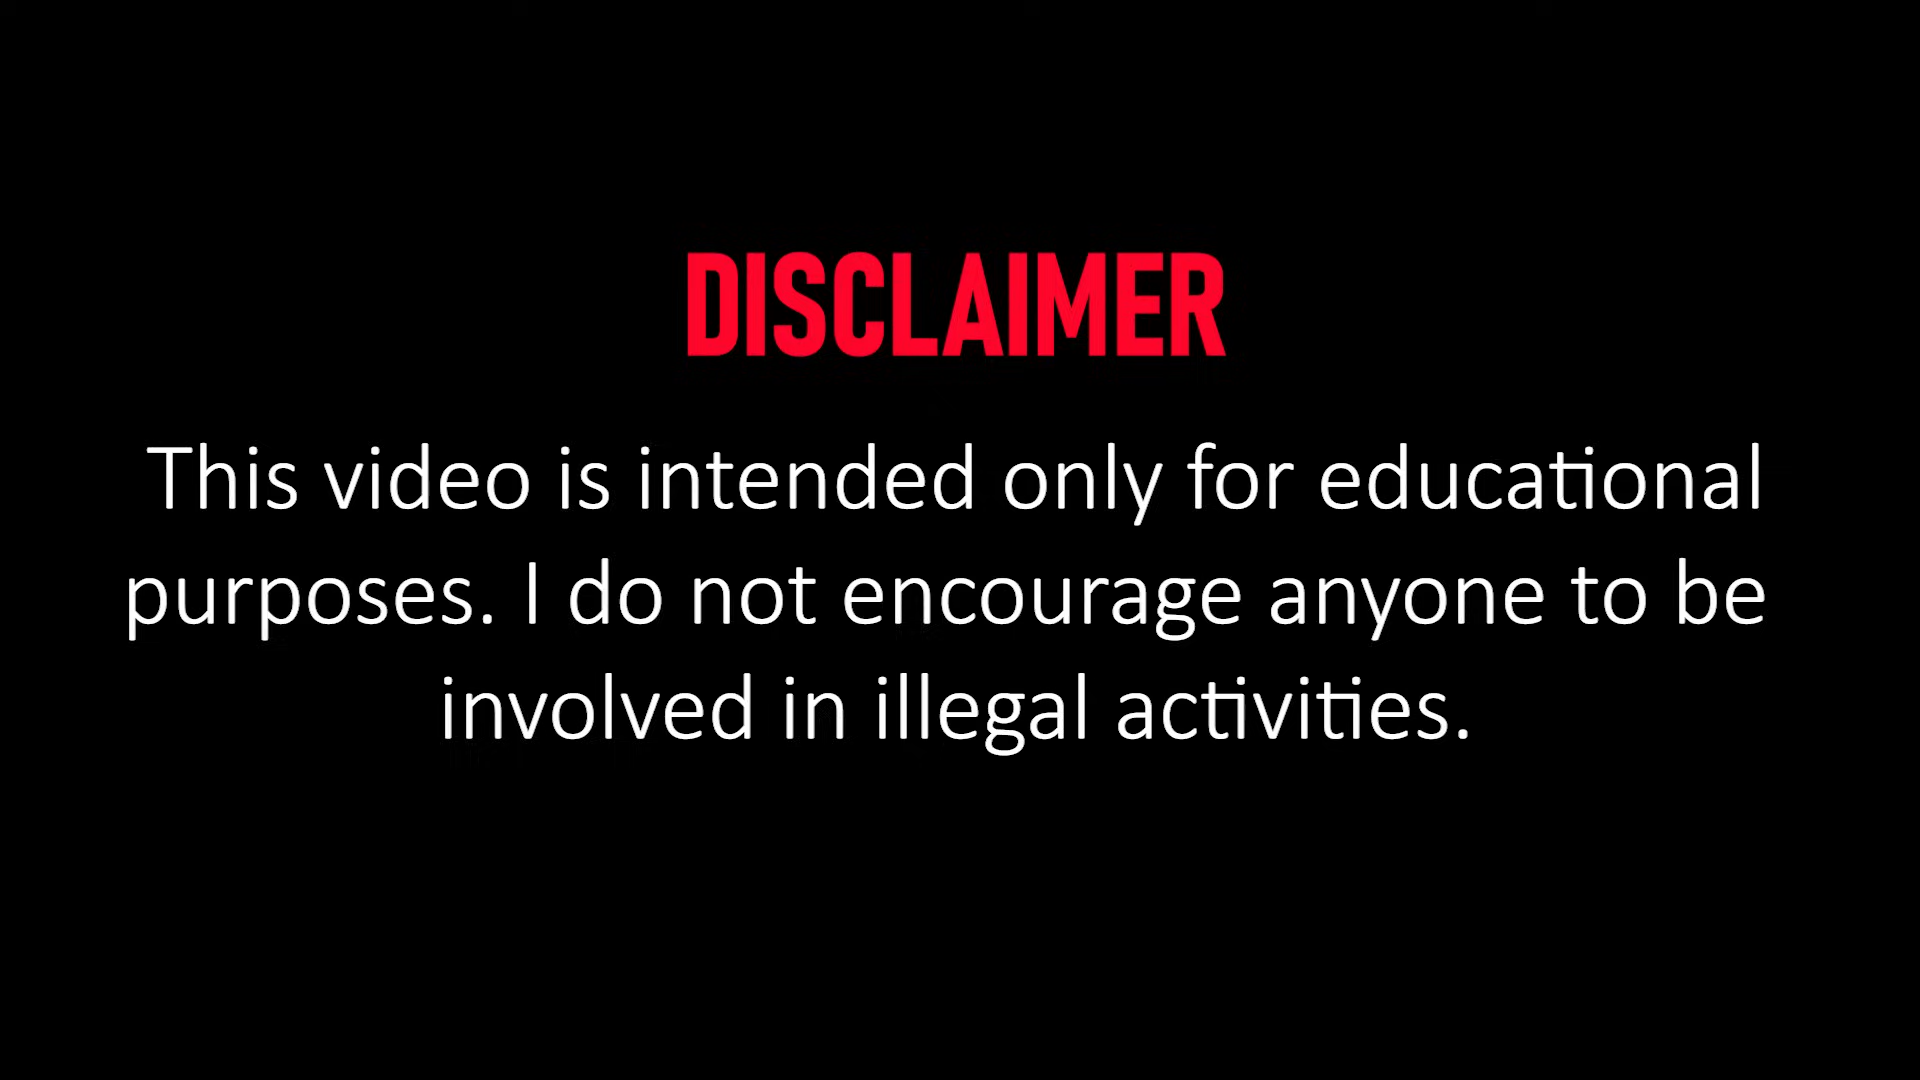 DISCLAIMER
This video is intended only for educational
purposes. I do not encourage anyone to be
involved in illegal activities.